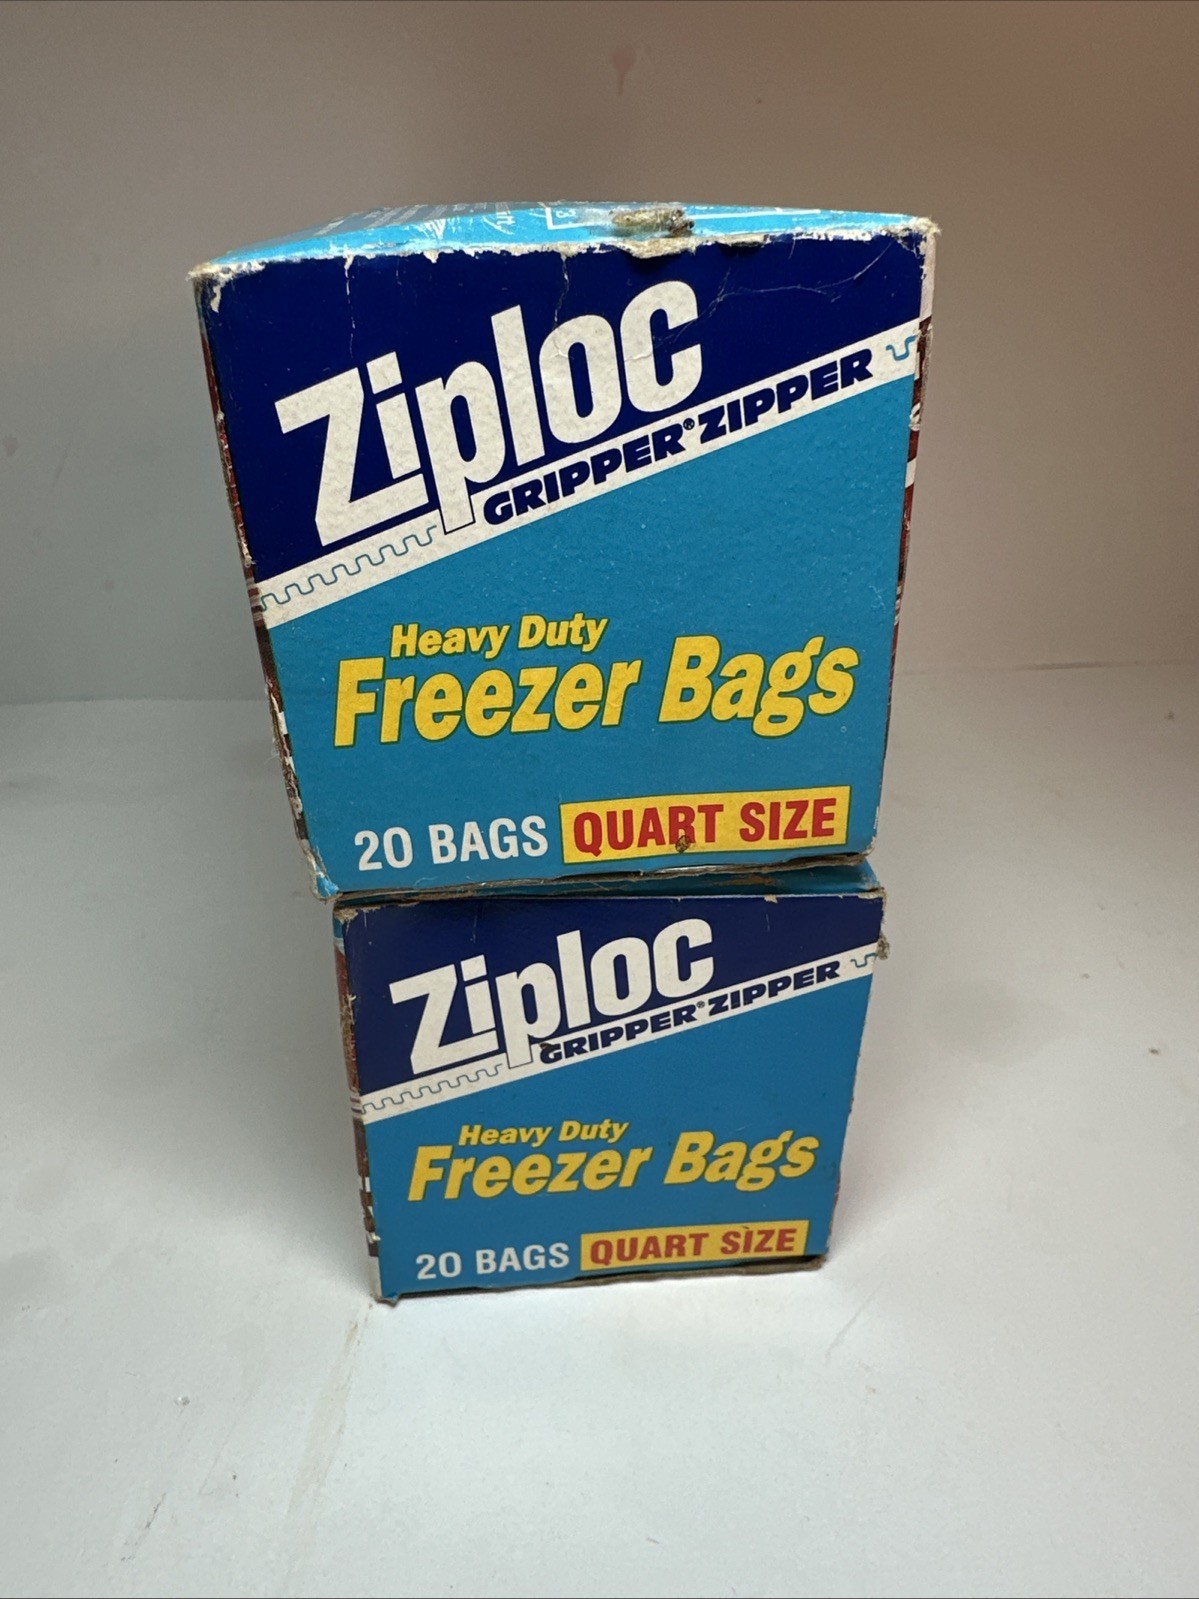 Ziploc
GRIPPER® ZIPPER
Heavy Duty
Freezer Bags
20 BAGS QUART SIZE
Ziploc
GRIPPER® ZIPPER
Heavy Duty
Freezer Bags
20 BAGS QUART SIZE